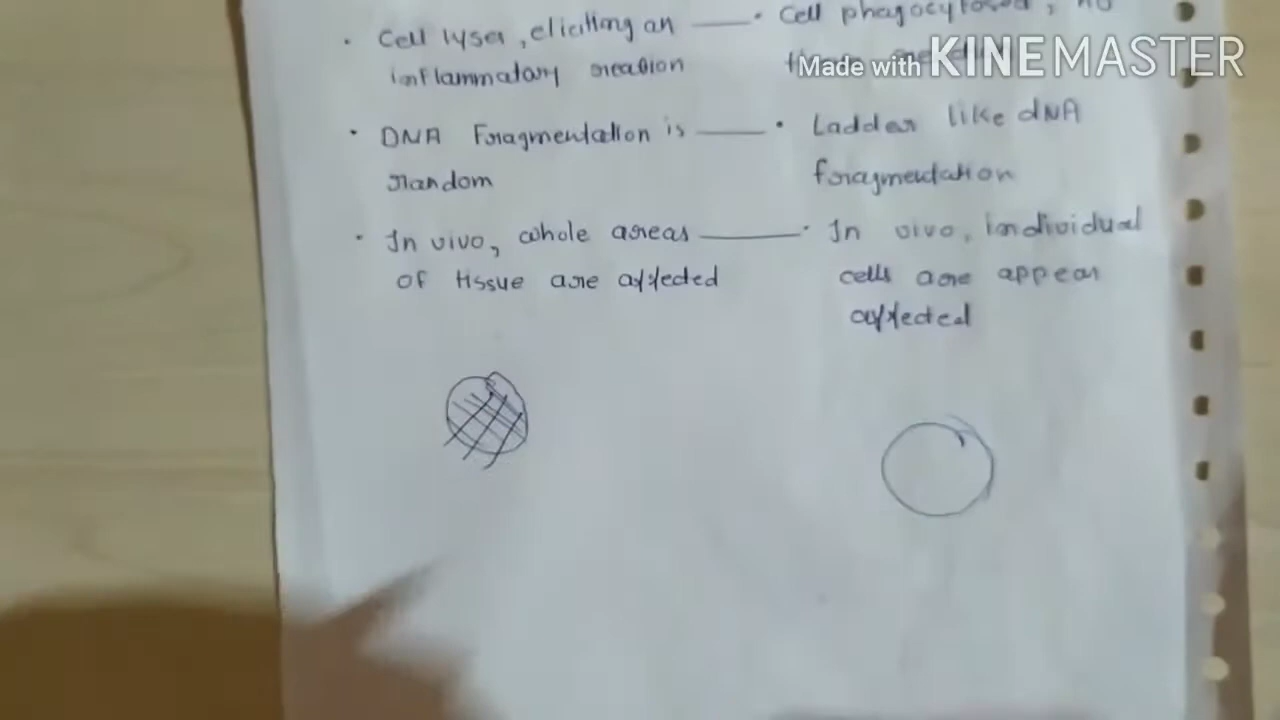 • Cell lyses, eliciting an —— • Cell phagocytosed, no
inflammatory reaction
Made with KINEMASTER
• DNA Fragmentation is —— • Ladder like dNA
random fragmentation
• In vivo, whole areas —— • In vivo, individual
of tissue are affected cells are appear
affected